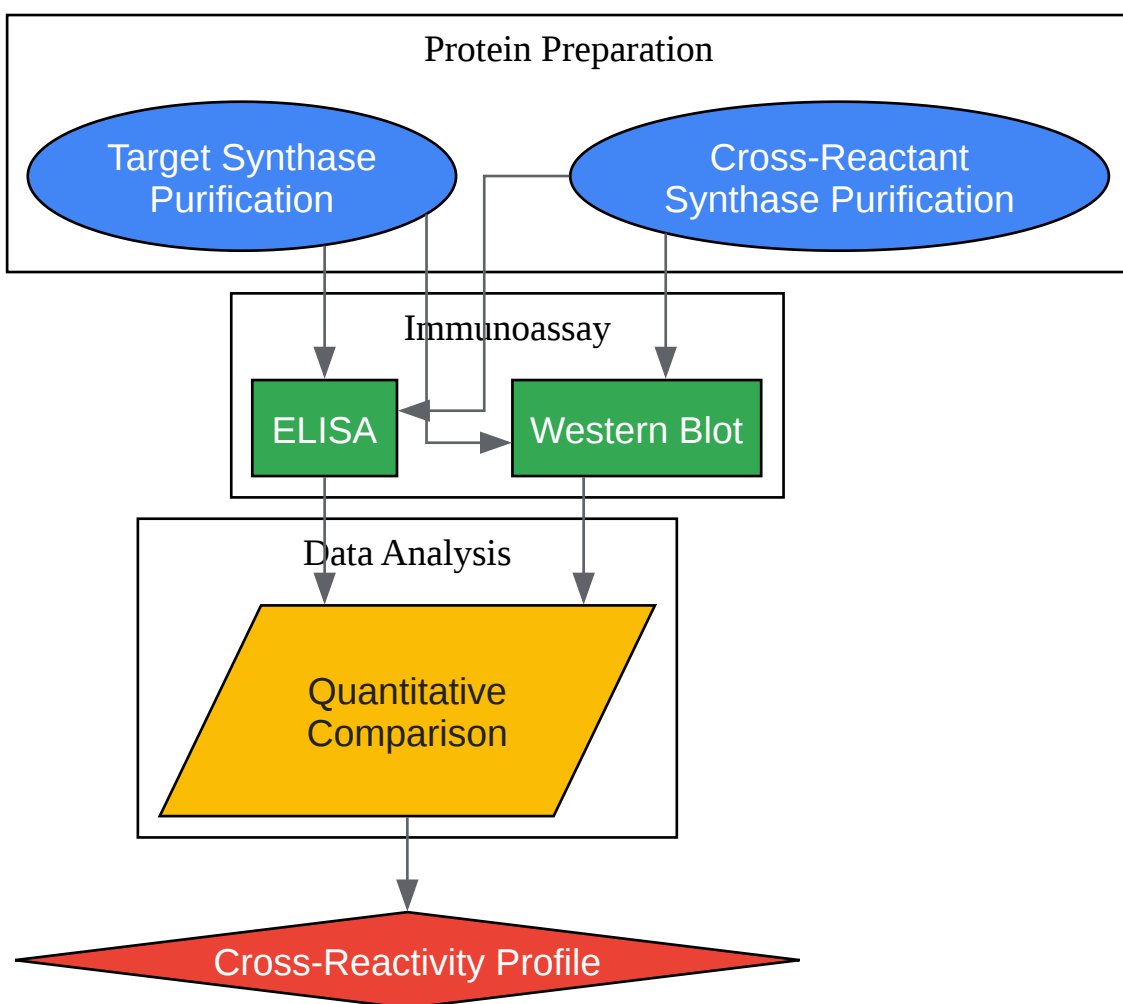 Protein Preparation
Target Synthase
Purification
Cross-Reactant
Synthase Purification
Immunoassay
ELISA
Western Blot
Data Analysis
Quantitative
Comparison
Cross-Reactivity Profile